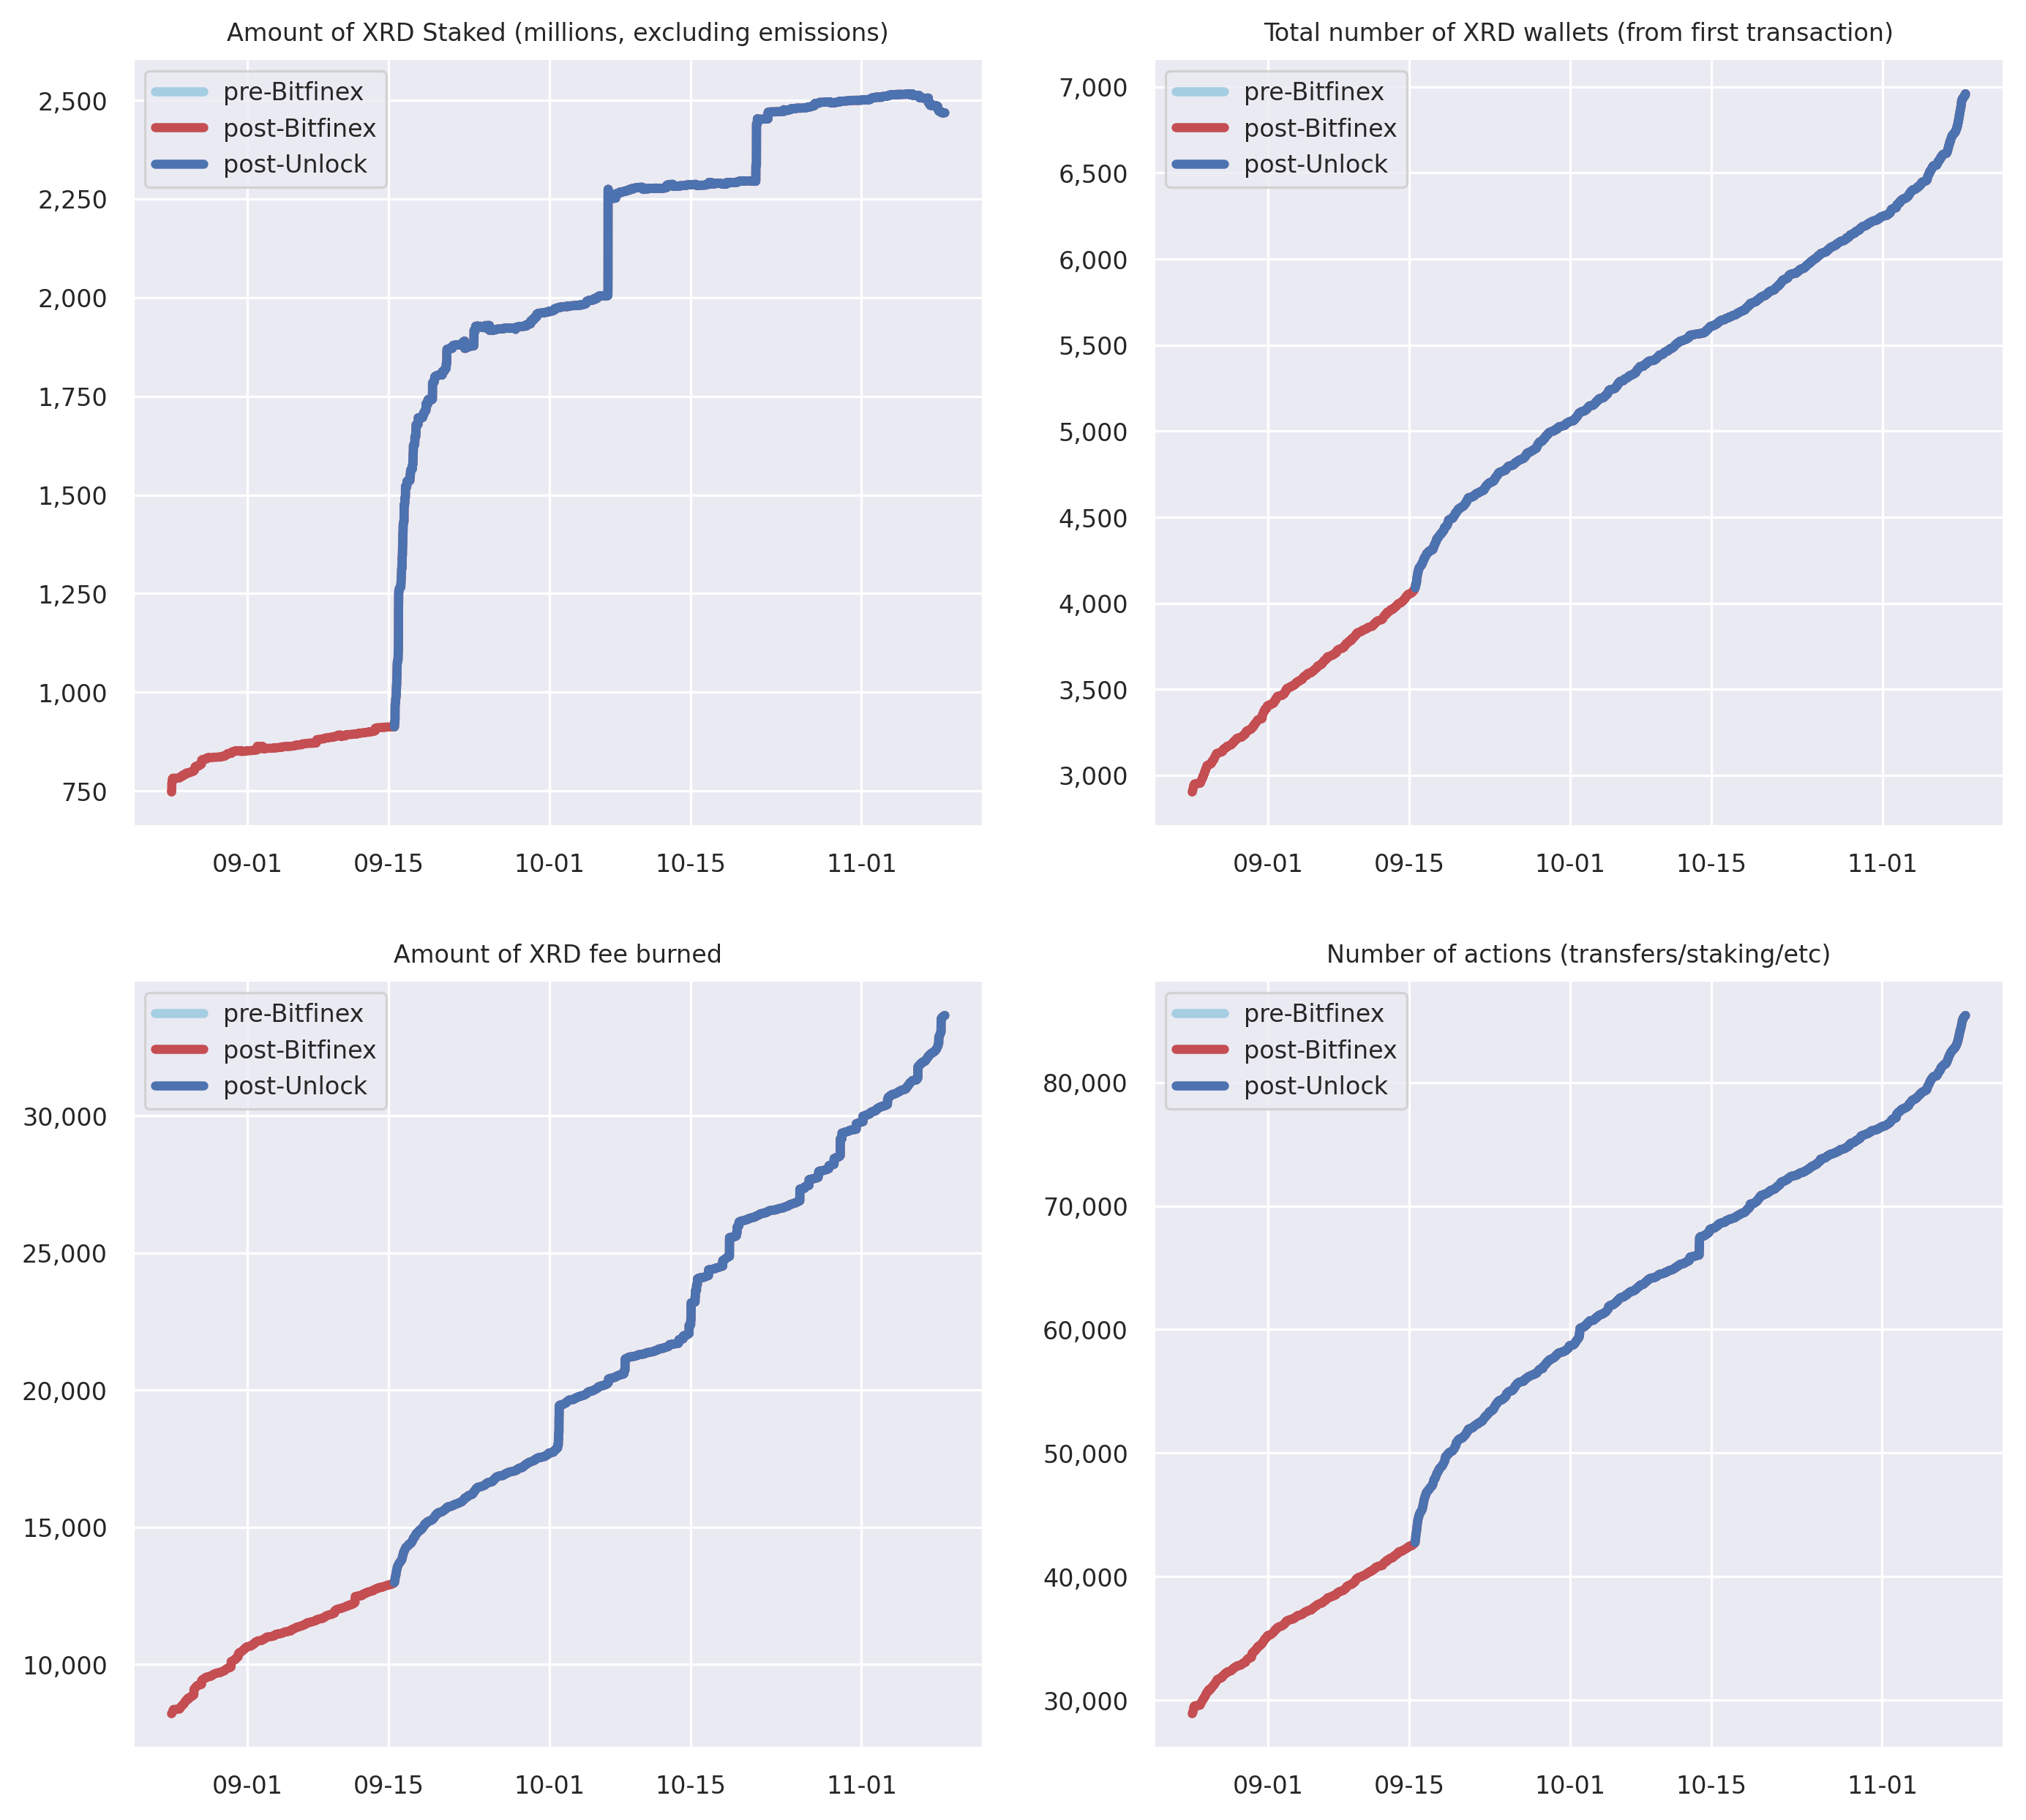 Amount of XRD Staked (millions, excluding emissions)
pre-Bitfinex
post-Bitfinex
post-Unlock
2,500
2,250
2,000
1,750
1,500
1,250
1,000
750
09-01 09-15 10-01 10-15 11-01
Total number of XRD wallets (from first transaction)
pre-Bitfinex
post-Bitfinex
post-Unlock
7,000
6,500
6,000
5,500
5,000
4,500
4,000
3,500
3,000
09-01 09-15 10-01 10-15 11-01
Amount of XRD fee burned
pre-Bitfinex
post-Bitfinex
post-Unlock
30,000
25,000
20,000
15,000
10,000
09-01 09-15 10-01 10-15 11-01
Number of actions (transfers/staking/etc)
pre-Bitfinex
post-Bitfinex
post-Unlock
80,000
70,000
60,000
50,000
40,000
30,000
09-01 09-15 10-01 10-15 11-01